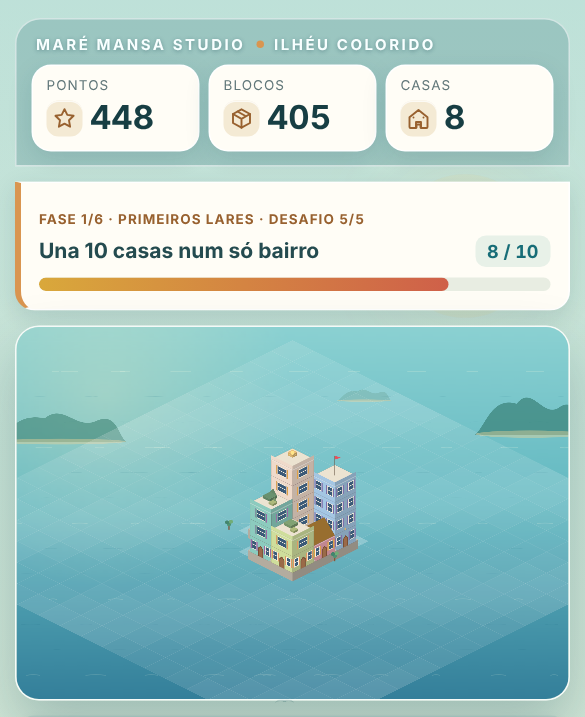 MARÉ MANSA STUDIO • ILHÉU COLORIDO
PONTOS
448
BLOCOS
405
CASAS
8
FASE 1/6 · PRIMEIROS LARES · DESAFIO 5/5
Una 10 casas num só bairro
8 / 10